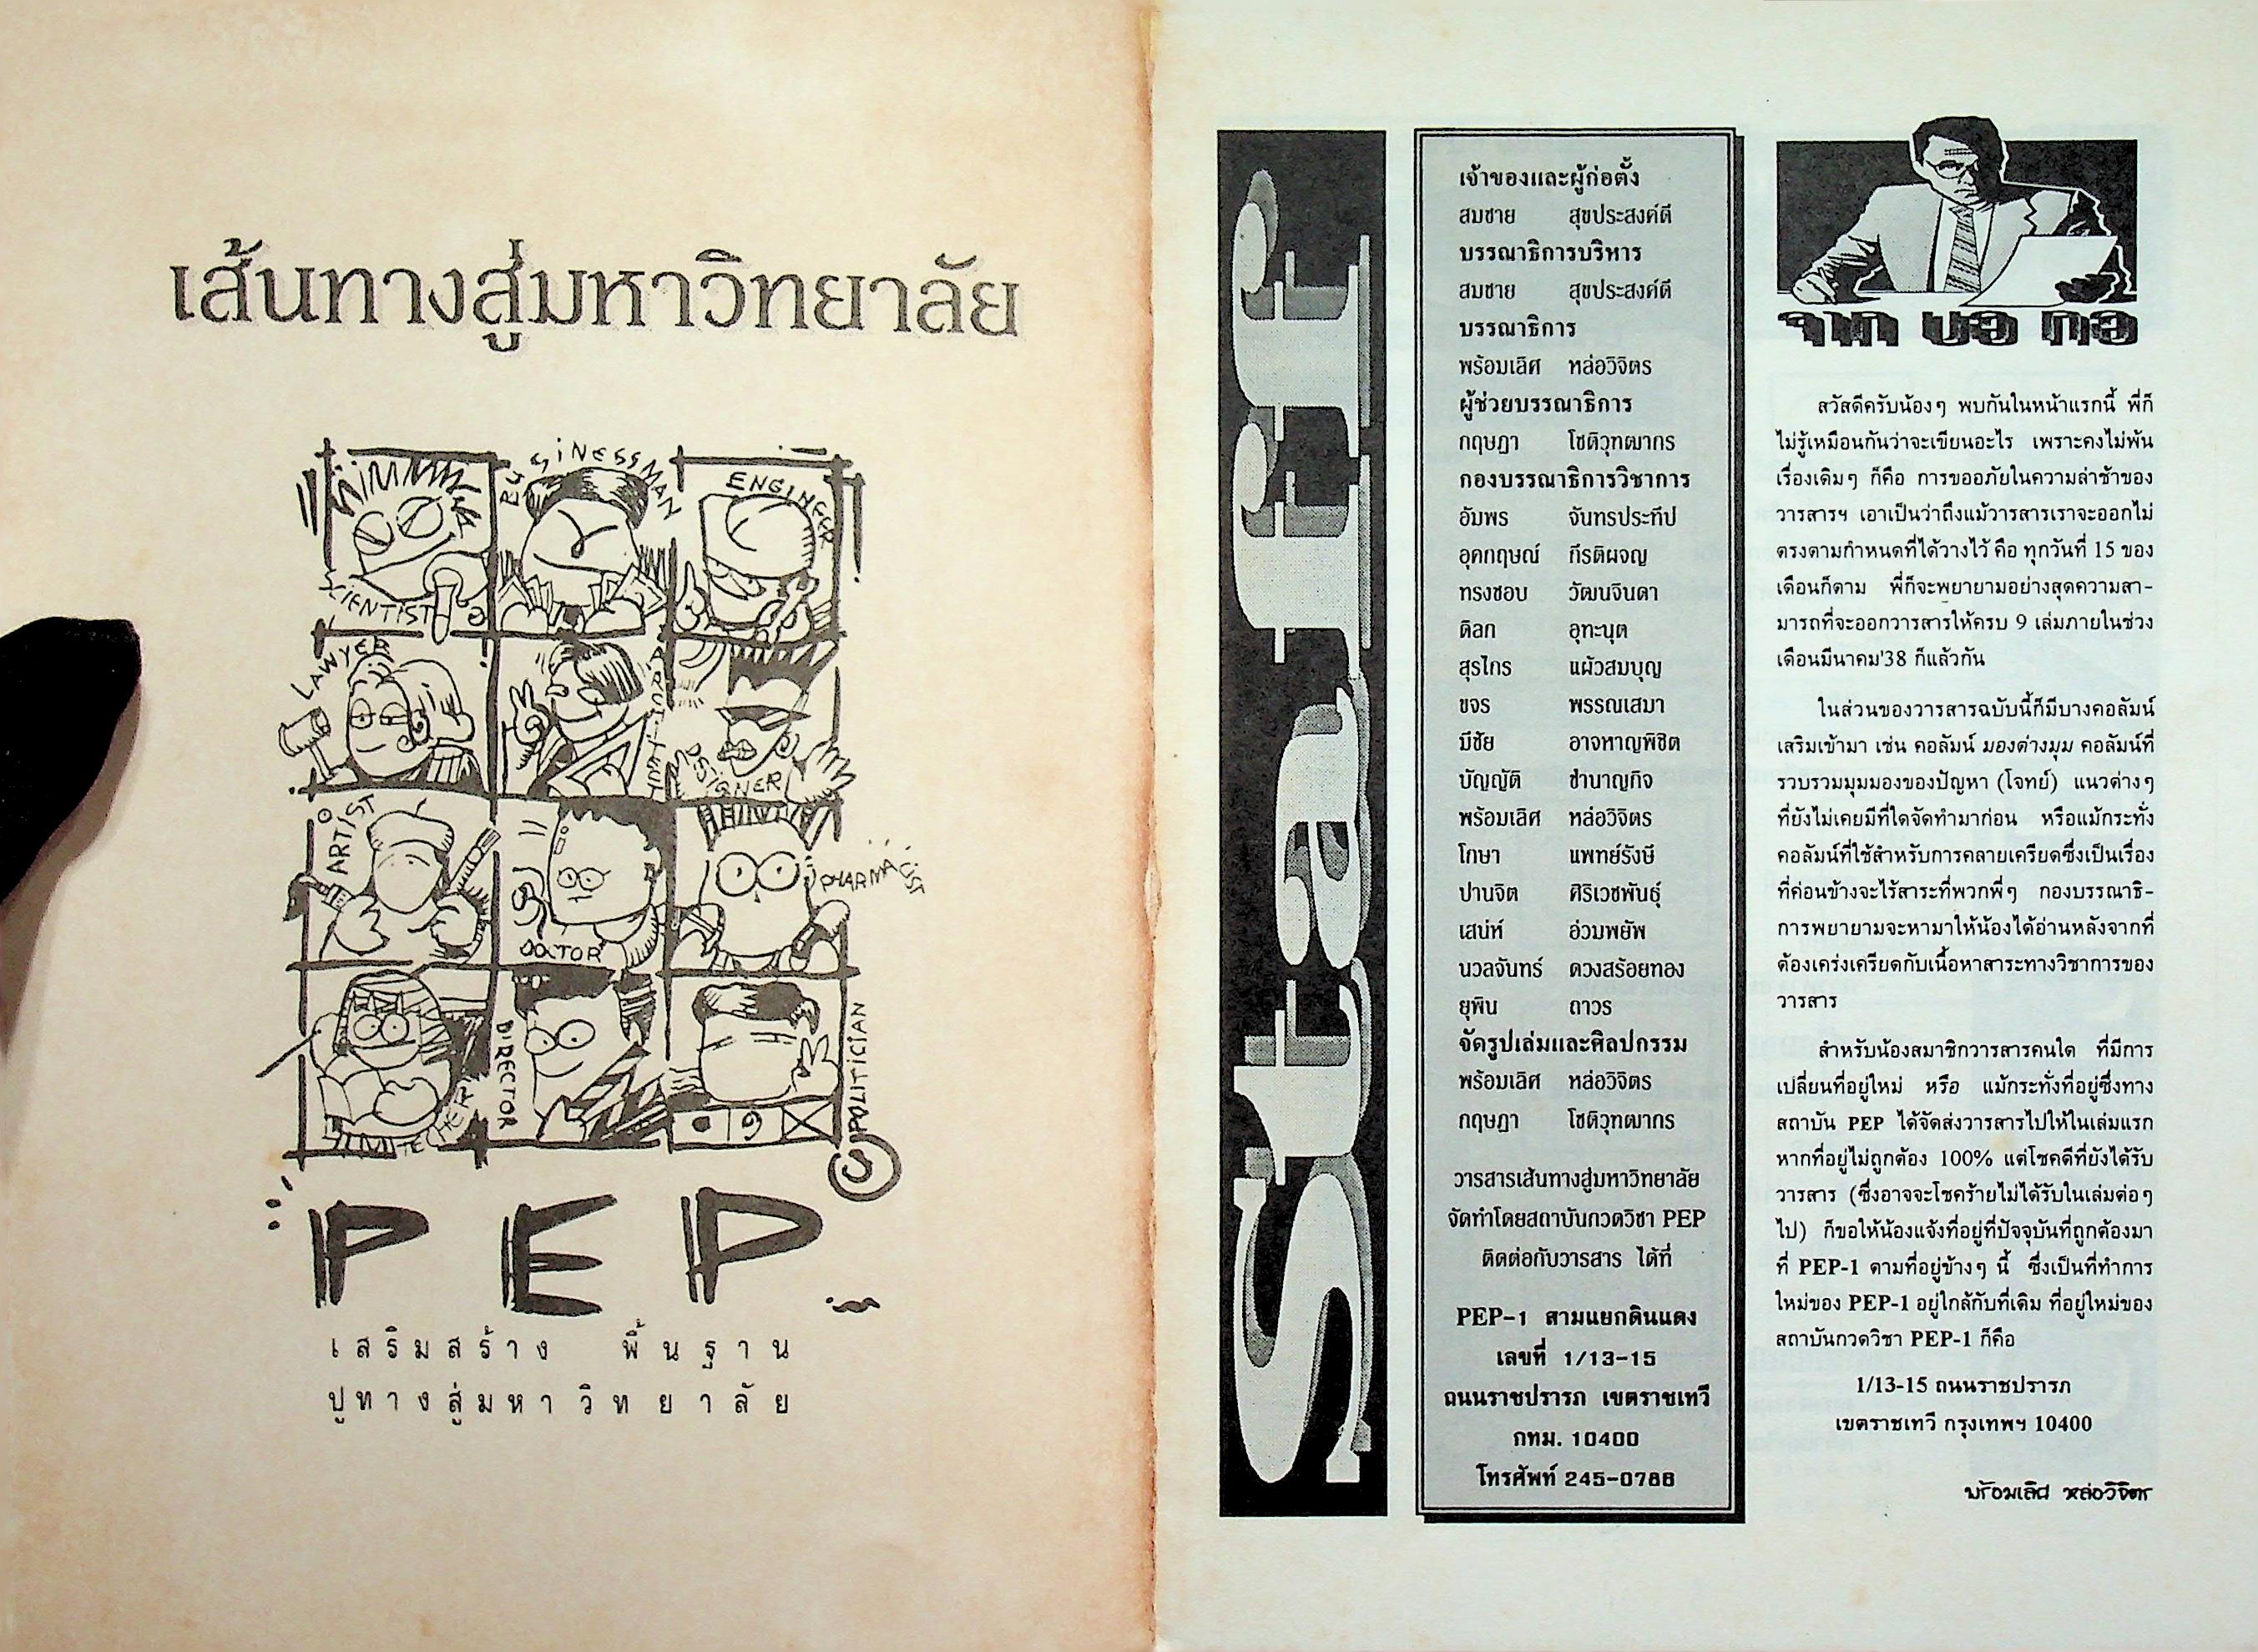 เส้นทางสู่มหาวิทยาลัย
SCIENTIST
BUSINESSMAN
ENGINEER
LAWYER
ARCHITECT
DESIGNER
ARTIST
DOCTOR
PHARMACIST
TEACHER
DIRECTOR
POLITICIAN
PEP
เสริมสร้าง พื้นฐาน
ปูทางสู่มหาวิทยาลัย
Staff
เจ้าของและผู้ก่อตั้ง
สมชาย สุขประสงค์ดี
บรรณาธิการบริหาร
สมชาย สุขประสงค์ดี
บรรณาธิการ
พร้อมเลิศ หล่อวิจิตร
ผู้ช่วยบรรณาธิการ
กฤษฎา โชติวุฑฒากร
กองบรรณาธิการวิชาการ
อัมพร จันทรประทีป
อุคกฤษณ์ กีรติผจญ
ทรงชอบ วัฒนจินดา
ดิลก อุทะนุต
สุรไกร แผ้วสมบุญ
ขจร พรรณเสมา
มีชัย อาจหาญพิชิต
บัญญัติ ชำนาญกิจ
พร้อมเลิศ หล่อวิจิตร
โกษา แพทย์รังษี
ปานจิต ศิริเวชพันธุ์
เสน่ห์ อ่วมพยัพ
นวลจันทร์ ดวงสร้อยทอง
ยุพิน ถาวร
จัดรูปเล่มและศิลปกรรม
พร้อมเลิศ หล่อวิจิตร
กฤษฎา โชติวุฑฒากร
วารสารเส้นทางสู่มหาวิทยาลัย
จัดทำโดยสถาบันกวดวิชา PEP
ติดต่อกับวารสาร ได้ที่
PEP-1 สามแยกดินแดง
เลขที่ 1/13-15
ถนนราชปรารภ เขตราชเทวี
กทม. 10400
โทรศัพท์ 245-0788
จาก บอ กอ
สวัสดีครับน้องๆ พบกันในหน้าแรกนี้ พี่ก็
ไม่รู้เหมือนกันว่าจะเขียนอะไร เพราะคงไม่พ้น
เรื่องเดิมๆ ก็คือ การขออภัยในความล่าช้าของ
วารสารฯ เอาเป็นว่าถึงแม้วารสารเราจะออกไม่
ตรงตามกำหนดที่ได้วางไว้ คือ ทุกวันที่ 15 ของ
เดือนก็ตาม พี่ก็จะพยายามอย่างสุดความสา-
มารถที่จะออกวารสารให้ครบ 9 เล่มภายในช่วง
เดือนมีนาคม'38 ก็แล้วกัน
ในส่วนของวารสารฉบับนี้ก็มีบางคอลัมน์
เสริมเข้ามา เช่น คอลัมน์ มองต่างมุม คอลัมน์ที่
รวบรวมมุมมองของปัญหา (โจทย์) แนวต่างๆ
ที่ยังไม่เคยมีที่ใดจัดทำมาก่อน หรือแม้กระทั่ง
คอลัมน์ที่ใช้สำหรับการคลายเครียดซึ่งเป็นเรื่อง
ที่ค่อนข้างจะไร้สาระที่พวกพี่ๆ กองบรรณาธิ-
การพยายามจะหามาให้น้องได้อ่านหลังจากที่
ต้องเคร่งเครียดกับเนื้อหาสาระทางวิชาการของ
วารสาร
สำหรับน้องสมาชิกวารสารคนใด ที่มีการ
เปลี่ยนที่อยู่ใหม่ หรือ แม้กระทั่งที่อยู่ซึ่งทาง
สถาบัน PEP ได้จัดส่งวารสารไปให้ในเล่มแรก
หากที่อยู่ไม่ถูกต้อง 100% แต่โชคดีที่ยังได้รับ
วารสาร (ซึ่งอาจจะโชคร้ายไม่ได้รับในเล่มต่อๆ
ไป) ก็ขอให้น้องแจ้งที่อยู่ที่ปัจจุบันที่ถูกต้องมา
ที่ PEP-1 ตามที่อยู่ข้างๆ นี้ ซึ่งเป็นที่ทำการ
ใหม่ของ PEP-1 อยู่ใกล้กับที่เดิม ที่อยู่ใหม่ของ
สถาบันกวดวิชา PEP-1 ก็คือ
1/13-15 ถนนราชปรารภ
เขตราชเทวี กรุงเทพฯ 10400
พร้อมเลิศ หล่อวิจิตร